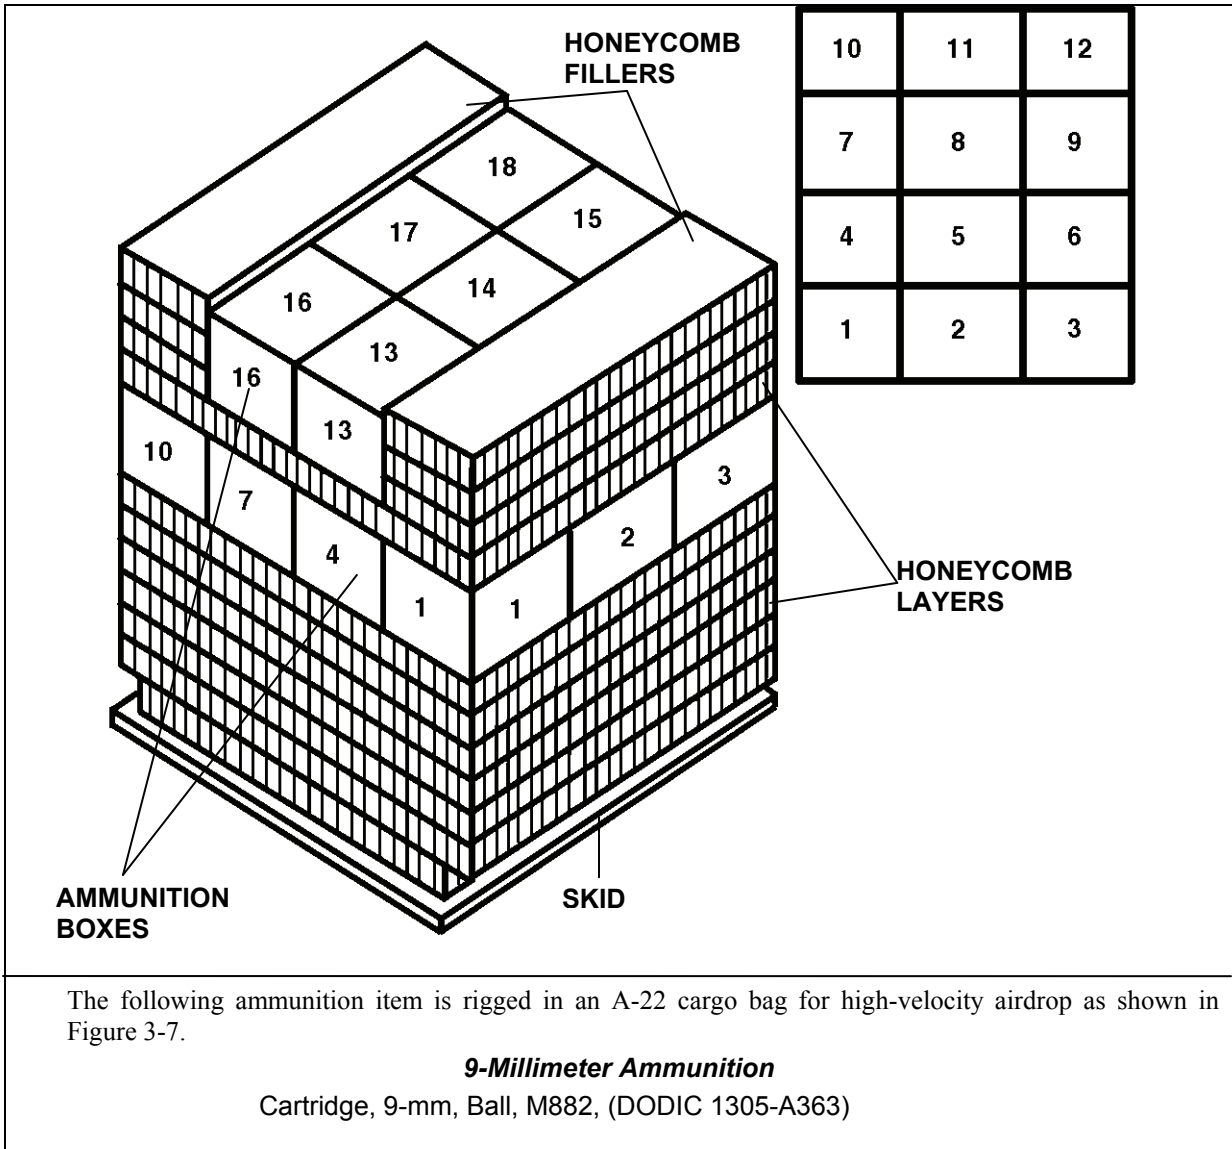 HONEYCOMB
FILLERS
10 11 12
7 8 9
4 5 6
1 2 3
18
17 15
16 14
13
16
13
10
7
4
1
1
2
3
HONEYCOMB
LAYERS
AMMUNITION
BOXES
SKID
The following ammunition item is rigged in an A-22 cargo bag for high-velocity airdrop as shown in
Figure 3-7.
9-Millimeter Ammunition
Cartridge, 9-mm, Ball, M882, (DODIC 1305-A363)